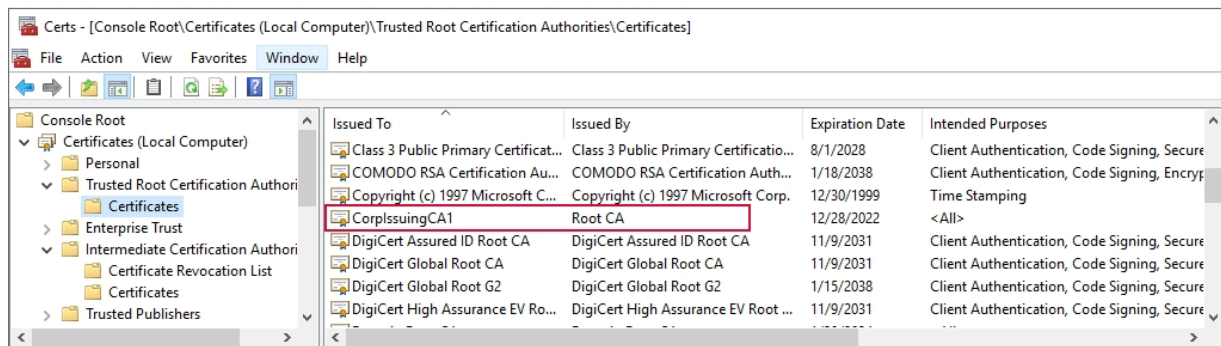 Certs - [Console Root\Certificates (Local Computer)\Trusted Root Certification Authorities\Certificates]
File Action View Favorites Window Help
Console Root
Certificates (Local Computer)
Personal
Trusted Root Certification Authori
Certificates
Enterprise Trust
Intermediate Certification Authori
Certificate Revocation List
Certificates
Trusted Publishers
Issued To Issued By Expiration Date Intended Purposes
Class 3 Public Primary Certificat... Class 3 Public Primary Certificatio... 8/1/2028 Client Authentication, Code Signing, Secure
COMODO RSA Certification Au... COMODO RSA Certification Auth... 1/18/2038 Client Authentication, Code Signing, Encryp
Copyright (c) 1997 Microsoft C... Copyright (c) 1997 Microsoft Corp. 12/30/1999 Time Stamping
CorpIssuingCA1 Root CA 12/28/2022 <All>
DigiCert Assured ID Root CA DigiCert Assured ID Root CA 11/9/2031 Client Authentication, Code Signing, Secure
DigiCert Global Root CA DigiCert Global Root CA 11/9/2031 Client Authentication, Code Signing, Secure
DigiCert Global Root G2 DigiCert Global Root G2 1/15/2038 Client Authentication, Code Signing, Secure
DigiCert High Assurance EV Ro... DigiCert High Assurance EV Root ... 11/9/2031 Client Authentication, Code Signing, Secure